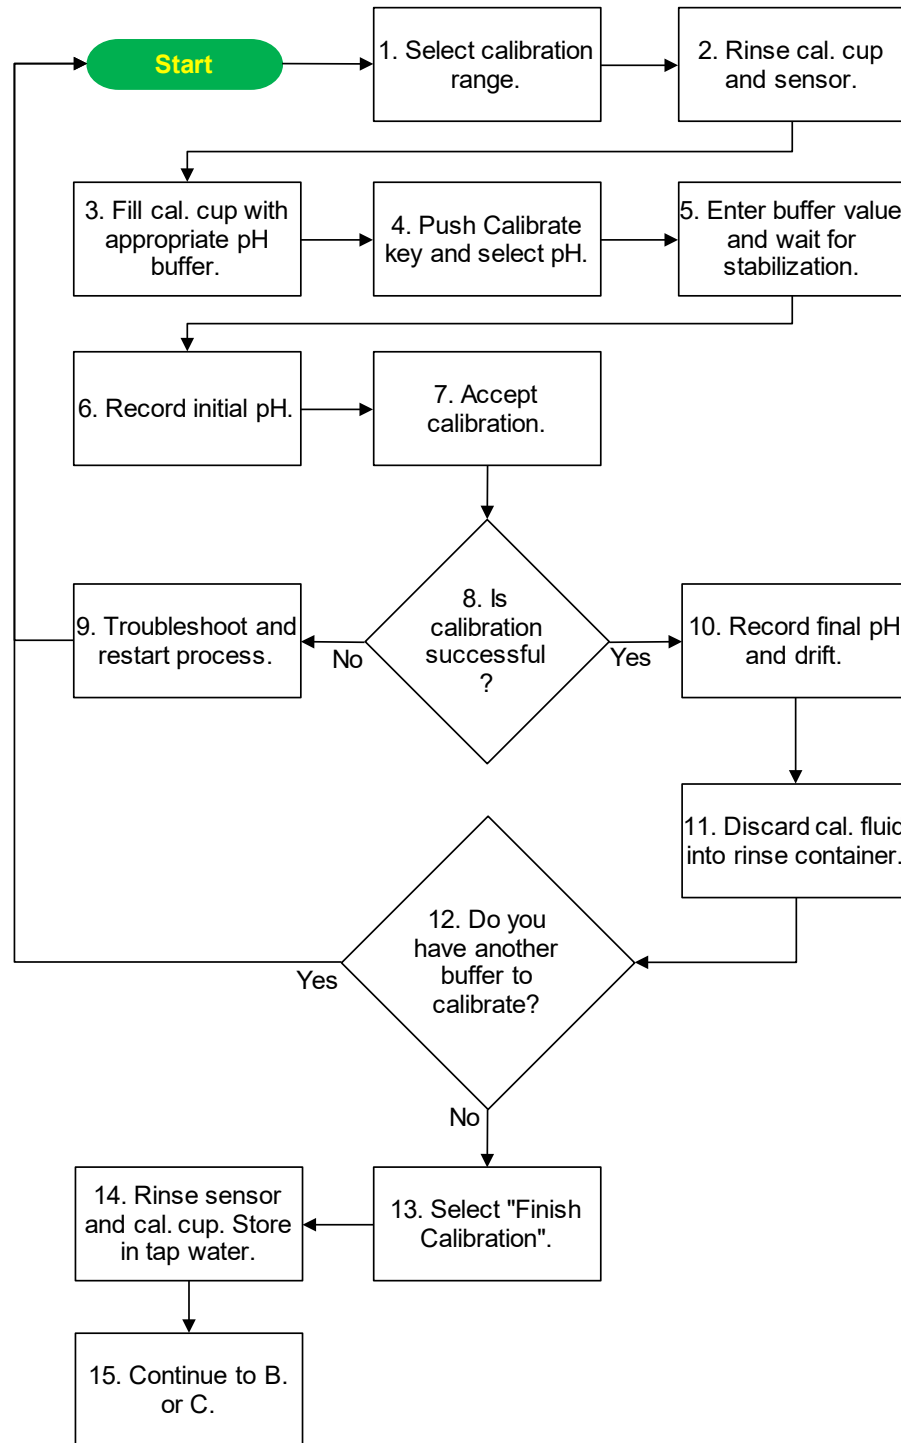 Start
1. Select calibration
range.
2. Rinse cal. cup
and sensor.
3. Fill cal. cup with
appropriate pH
buffer.
4. Push Calibrate
key and select pH.
5. Enter buffer value
and wait for
stabilization.
6. Record initial pH.
7. Accept
calibration.
8. Is
calibration
successful
?
No
Yes
9. Troubleshoot and
restart process.
10. Record final pH
and drift.
11. Discard cal. fluid
into rinse container.
12. Do you
have another
buffer to
calibrate?
Yes
No
13. Select "Finish
Calibration".
14. Rinse sensor
and cal. cup. Store
in tap water.
15. Continue to B.
or C.